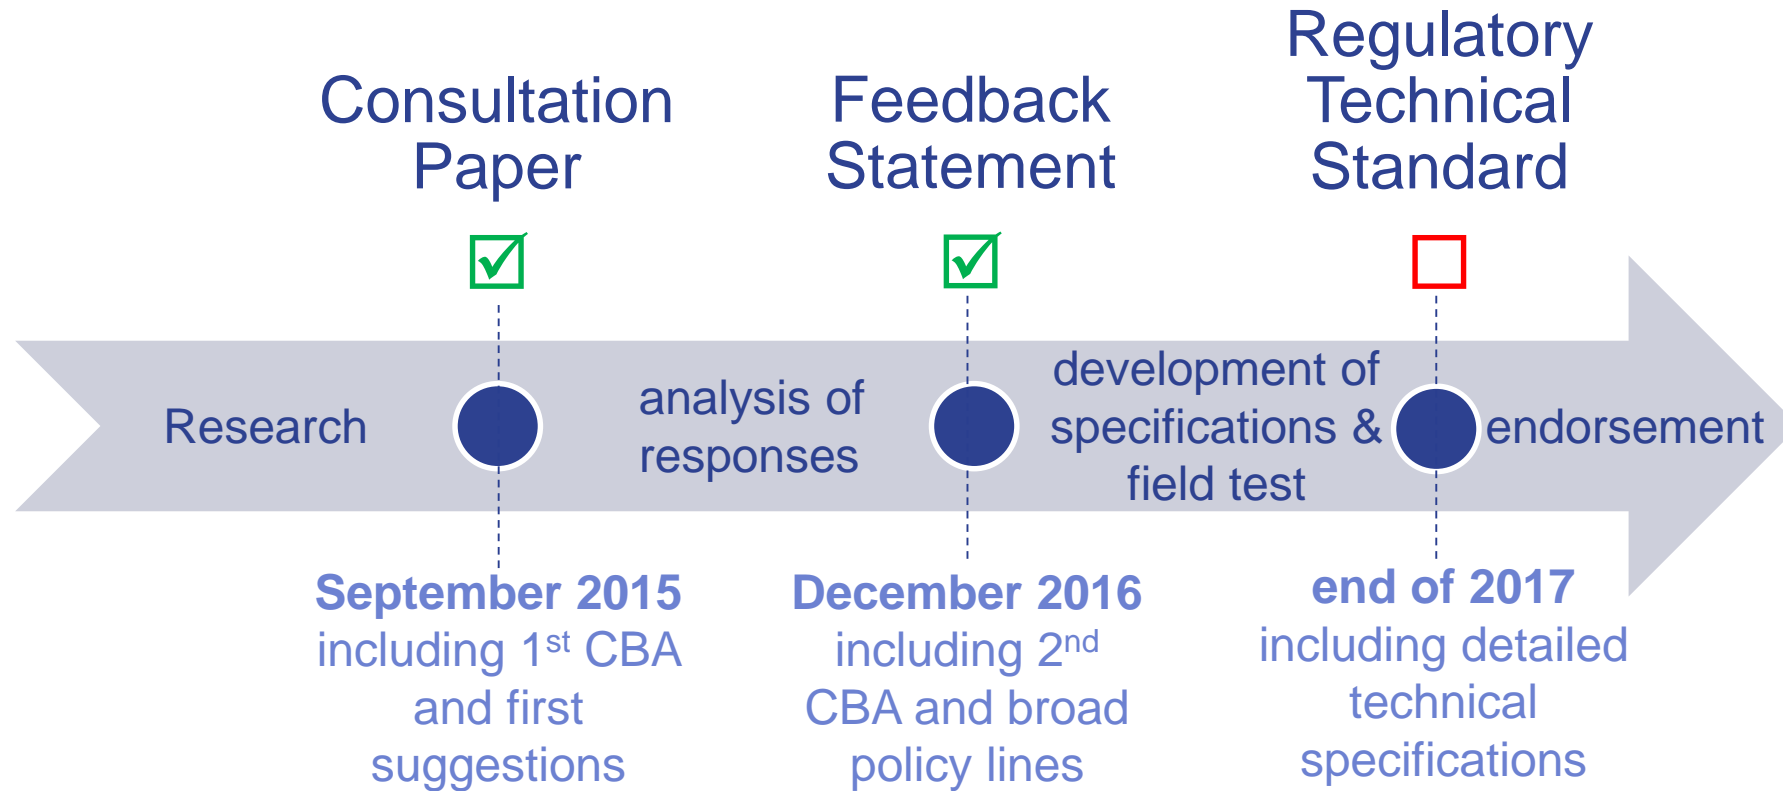 Consultation
Paper
Feedback
Statement
Regulatory
Technical
Standard
Research
analysis of
responses
development of
specifications &
field test
endorsement
September 2015
including 1st CBA
and first
suggestions
December 2016
including 2nd
CBA and broad
policy lines
end of 2017
including detailed
technical
specifications